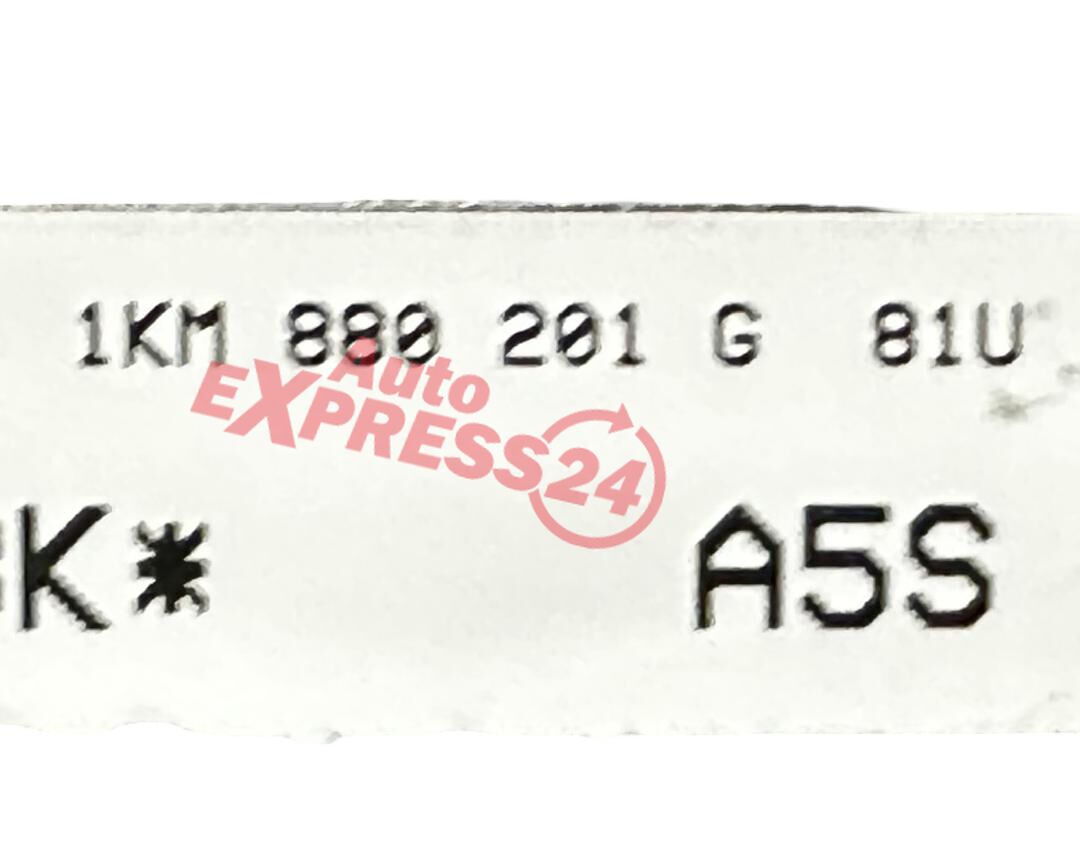 1KM 880 201 G 81U
Auto
EXPRESS24
K* A5S